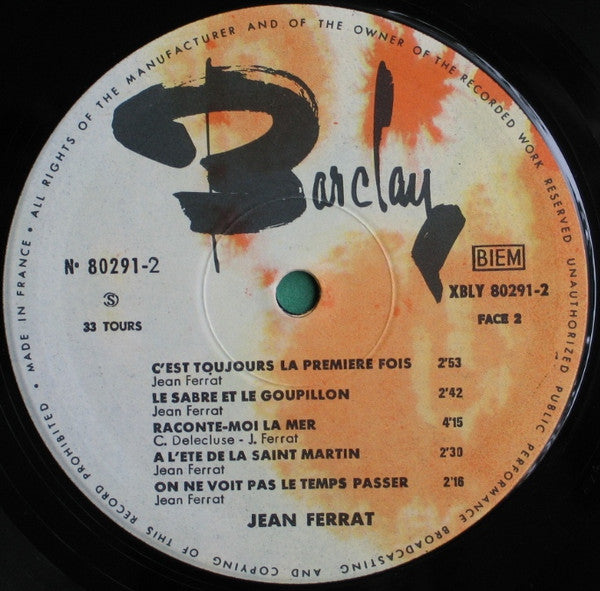 MADE IN FRANCE • ALL RIGHTS OF THE MANUFACTURER AND OF THE OWNER OF THE RECORDED WORK RESERVED UNAUTHORIZED PUBLIC PERFORMANCE BROADCASTING AND COPYING OF THIS RECORD PROHIBITED •
Barclay
N° 80291-2
BIEM
XBLY 80291-2
S
33 TOURS
FACE 2
C'EST TOUJOURS LA PREMIERE FOIS 2'53
Jean Ferrat
LE SABRE ET LE GOUPILLON 2'42
Jean Ferrat
RACONTE-MOI LA MER 4'15
C. Delecluse - J. Ferrat
A L'ETE DE LA SAINT MARTIN 2'30
Jean Ferrat
ON NE VOIT PAS LE TEMPS PASSER 2'16
Jean Ferrat
JEAN FERRAT